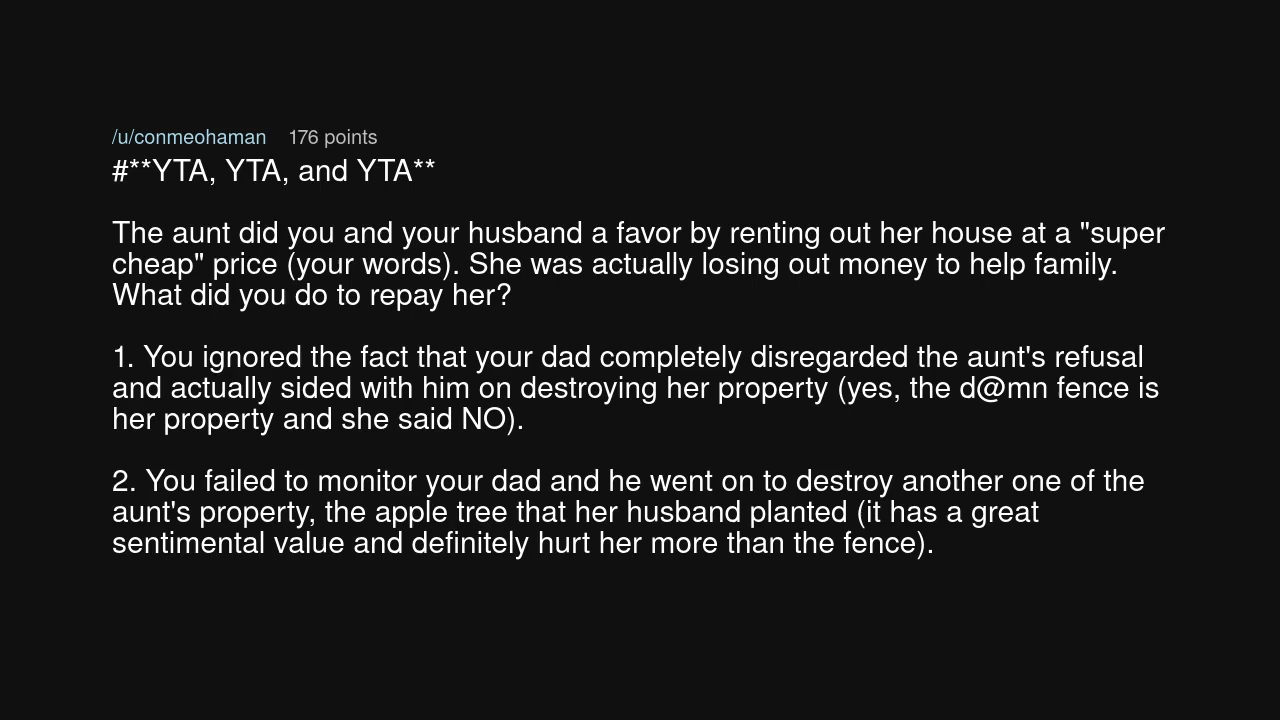 /u/conmeohaman 176 points
#**YTA, YTA, and YTA**
The aunt did you and your husband a favor by renting out her house at a "super
cheap" price (your words). She was actually losing out money to help family.
What did you do to repay her?
1. You ignored the fact that your dad completely disregarded the aunt's refusal
and actually sided with him on destroying her property (yes, the d@mn fence is
her property and she said NO).
2. You failed to monitor your dad and he went on to destroy another one of the
aunt's property, the apple tree that her husband planted (it has a great
sentimental value and definitely hurt her more than the fence).